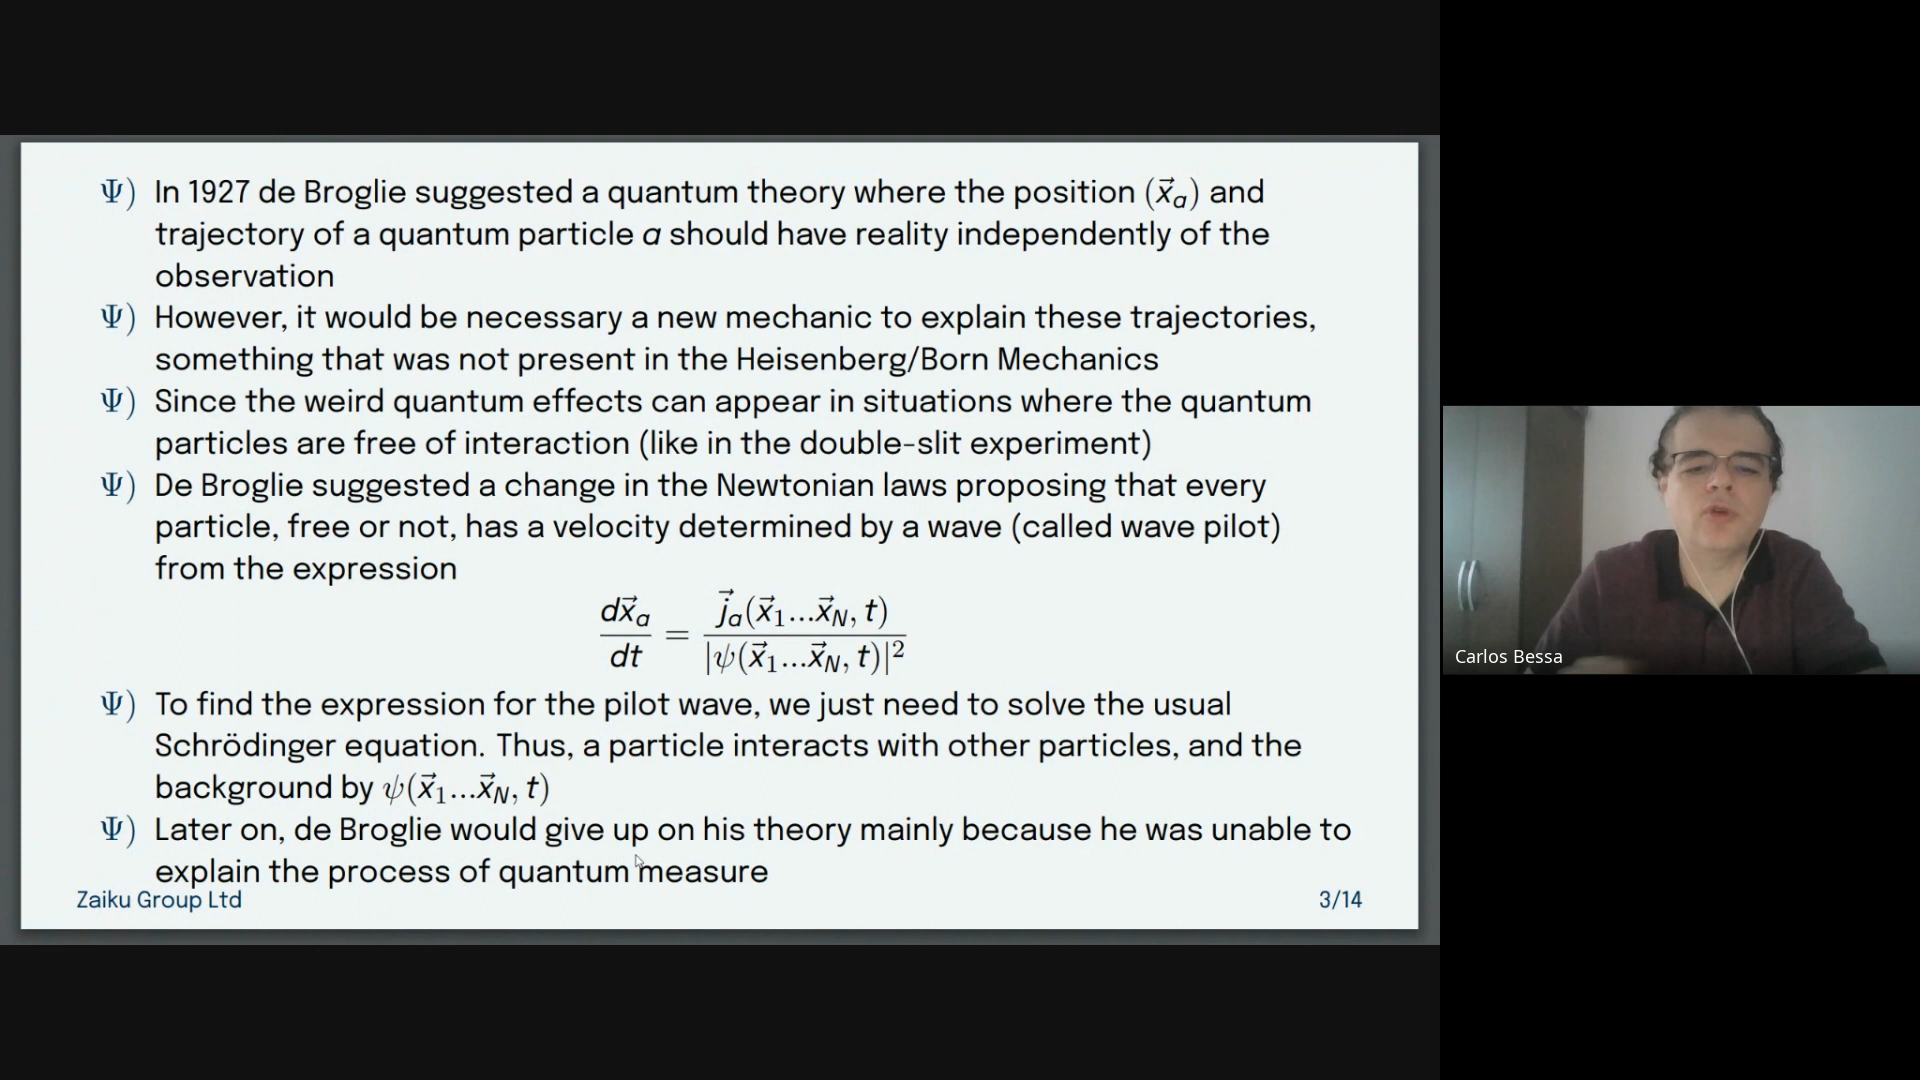 Ψ) In 1927 de Broglie suggested a quantum theory where the position (x⃗ₐ) and
trajectory of a quantum particle a should have reality independently of the
observation
Ψ) However, it would be necessary a new mechanic to explain these trajectories,
something that was not present in the Heisenberg/Born Mechanics
Ψ) Since the weird quantum effects can appear in situations where the quantum
particles are free of interaction (like in the double-slit experiment)
Ψ) De Broglie suggested a change in the Newtonian laws proposing that every
particle, free or not, has a velocity determined by a wave (called wave pilot)
from the expression
dx⃗ₐ/dt = j⃗ₐ(x⃗₁...x⃗_N, t)/|ψ(x⃗₁...x⃗_N, t)|²
Ψ) To find the expression for the pilot wave, we just need to solve the usual
Schrödinger equation. Thus, a particle interacts with other particles, and the
background by ψ(x⃗₁...x⃗_N, t)
Ψ) Later on, de Broglie would give up on his theory mainly because he was unable to
explain the process of quantum measure
Zaiku Group Ltd
3/14
Carlos Bessa